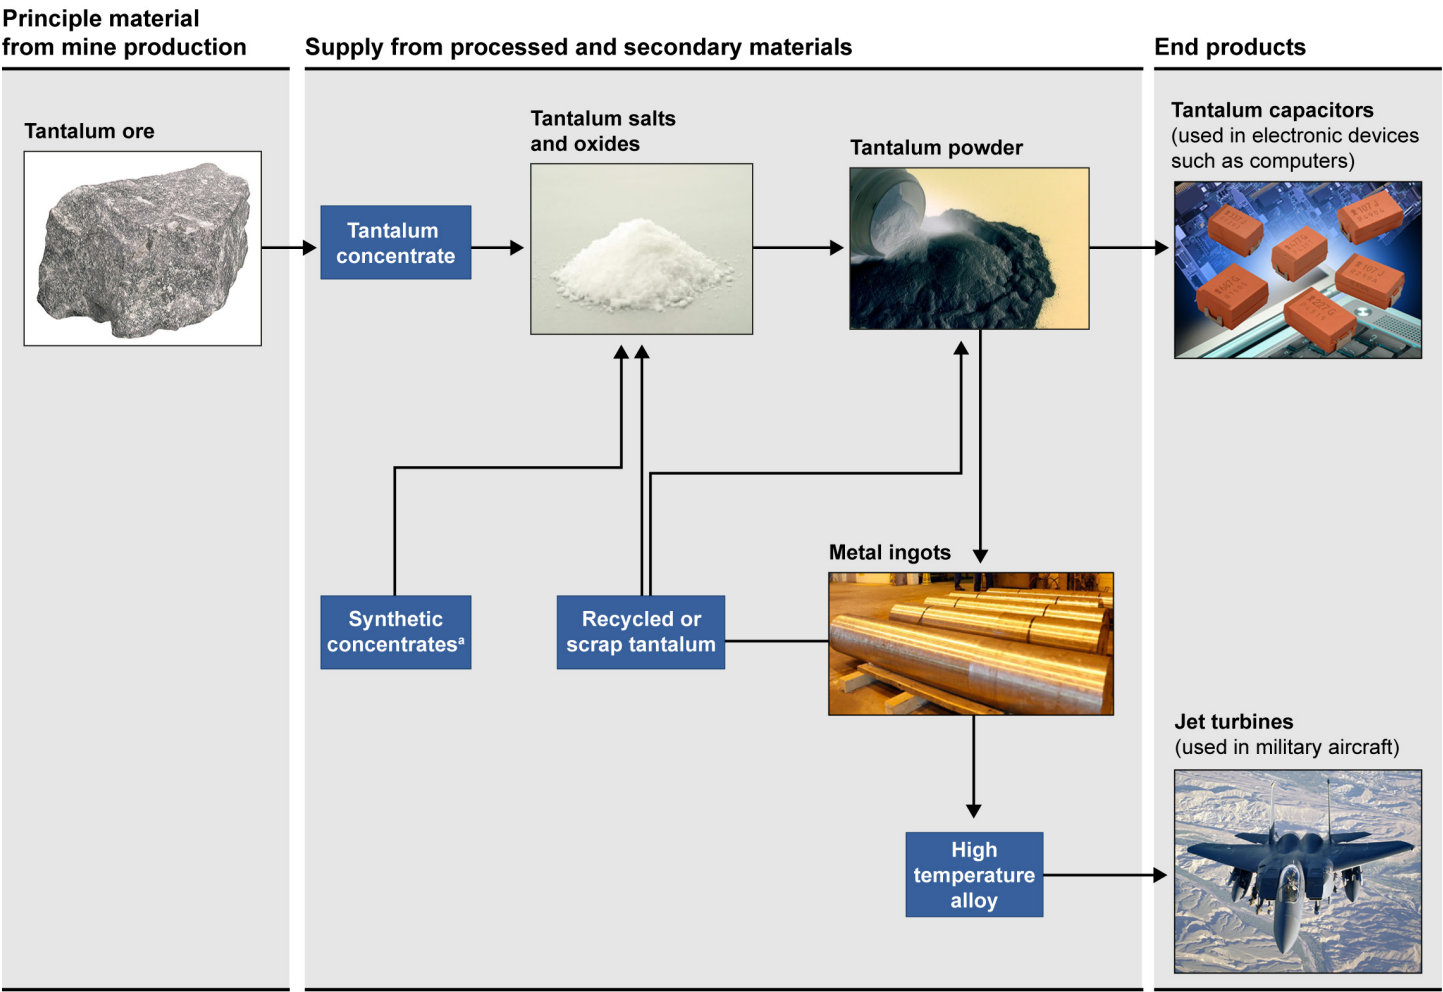 Principle material
from mine production
Supply from processed and secondary materials
End products
Tantalum ore
Tantalum
concentrate
Tantalum salts
and oxides
Tantalum powder
Tantalum capacitors
(used in electronic devices
such as computers)
Synthetic
concentratesᵃ
Recycled or
scrap tantalum
Metal ingots
High
temperature
alloy
Jet turbines
(used in military aircraft)